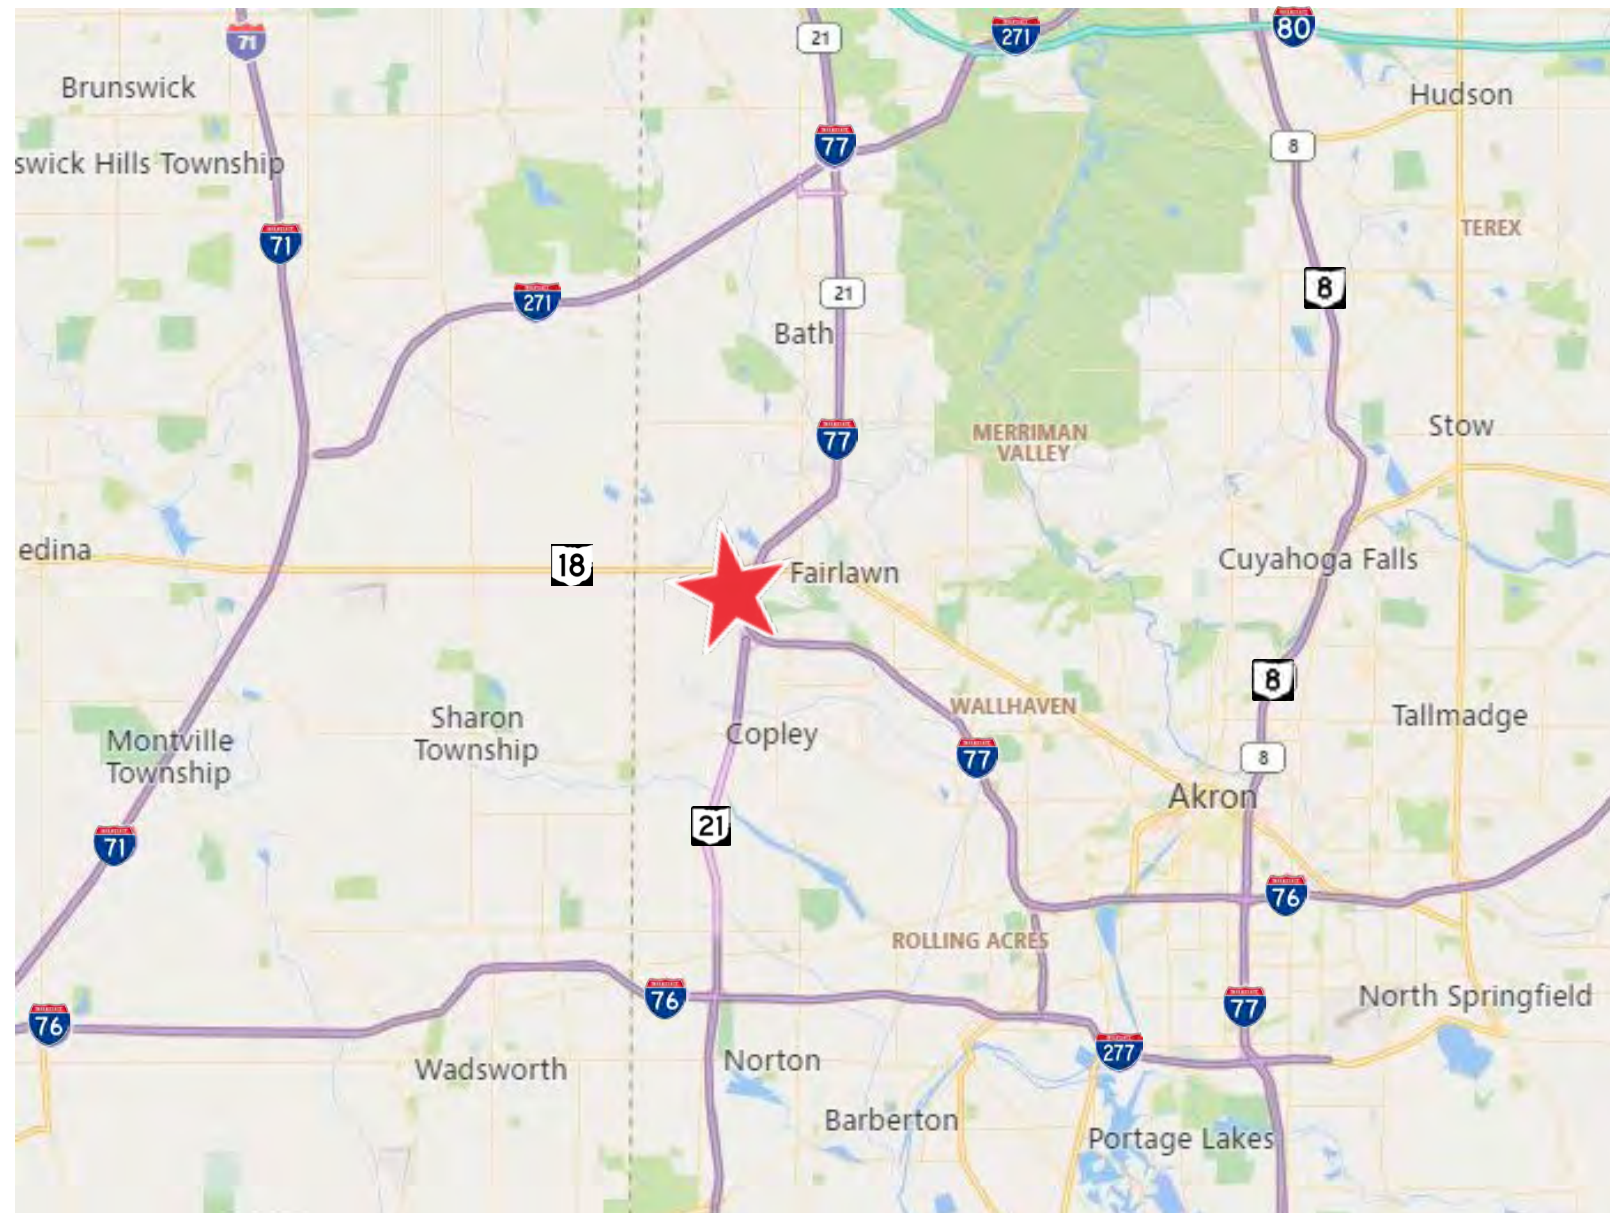 71
21
271
80
Brunswick
Hudson
77
8
swick Hills Township
TEREX
71
271
8
21
Bath
Stow
77
MERRIMAN
VALLEY
edina
18
Fairlawn
Cuyahoga Falls
8
WALLHAVEN
Sharon
Township
Tallmadge
Copley
Montville
Township
77
8
Akron
21
71
76
ROLLING ACRES
76
77
North Springfield
76
277
Wadsworth
Norton
Barberton
Portage Lakes